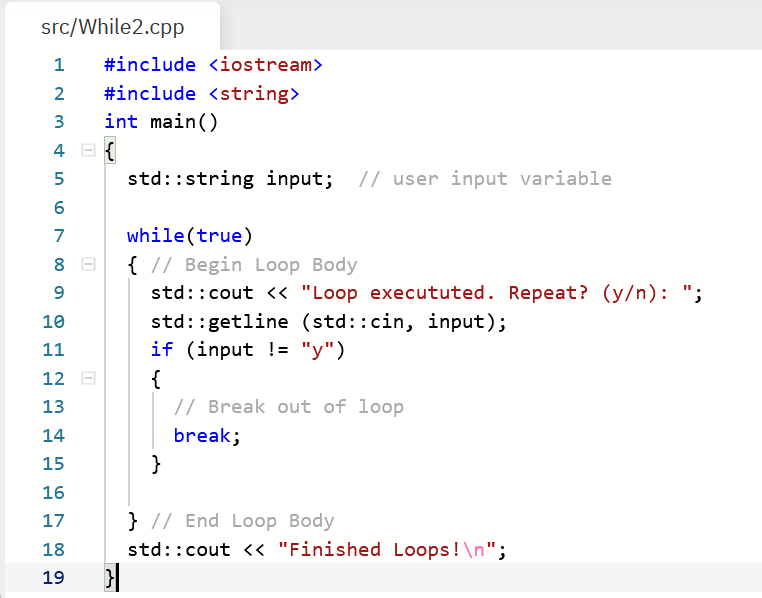 src/While2.cpp
1 #include <iostream>
2 #include <string>
3 int main()
4 {
5   std::string input;  // user input variable
6
7   while(true)
8   { // Begin Loop Body
9     std::cout << "Loop execututed. Repeat? (y/n): ";
10     std::getline (std::cin, input);
11     if (input != "y")
12     {
13       // Break out of loop
14       break;
15     }
16
17   } // End Loop Body
18   std::cout << "Finished Loops!\n";
19 }